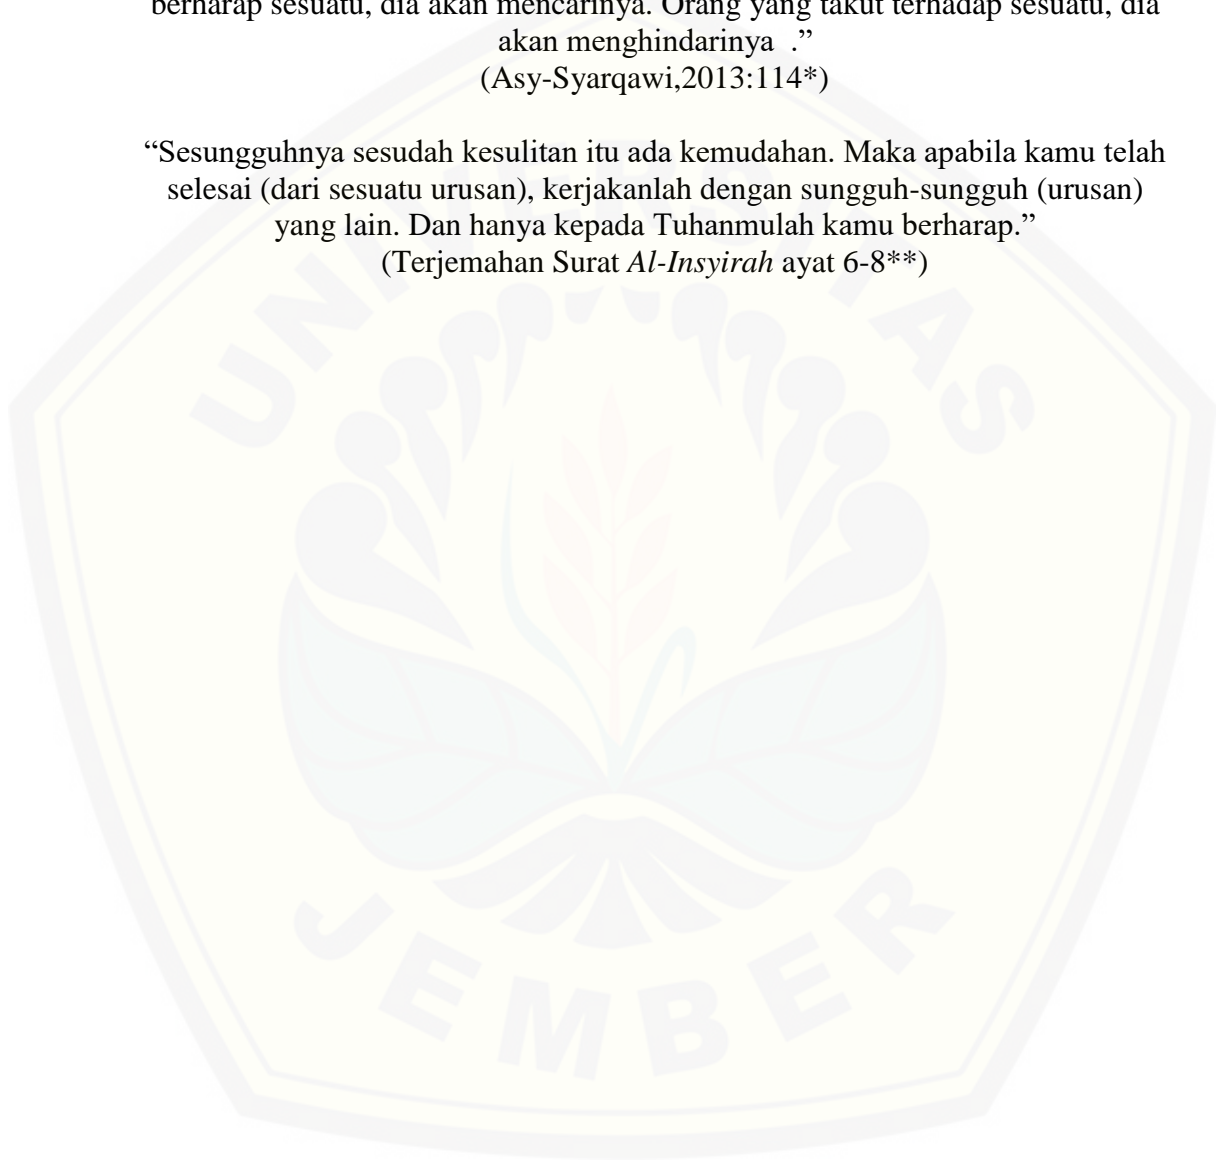 berharap sesuatu, dia akan mencarinya. Orang yang takut terhadap sesuatu, dia
akan menghindarinya .”
(Asy-Syarqawi,2013:114*)
“Sesungguhnya sesudah kesulitan itu ada kemudahan. Maka apabila kamu telah
selesai (dari sesuatu urusan), kerjakanlah dengan sungguh-sungguh (urusan)
yang lain. Dan hanya kepada Tuhanmulah kamu berharap.”
(Terjemahan Surat Al-Insyirah ayat 6-8**)
UNIVERSITAS
JEMBER